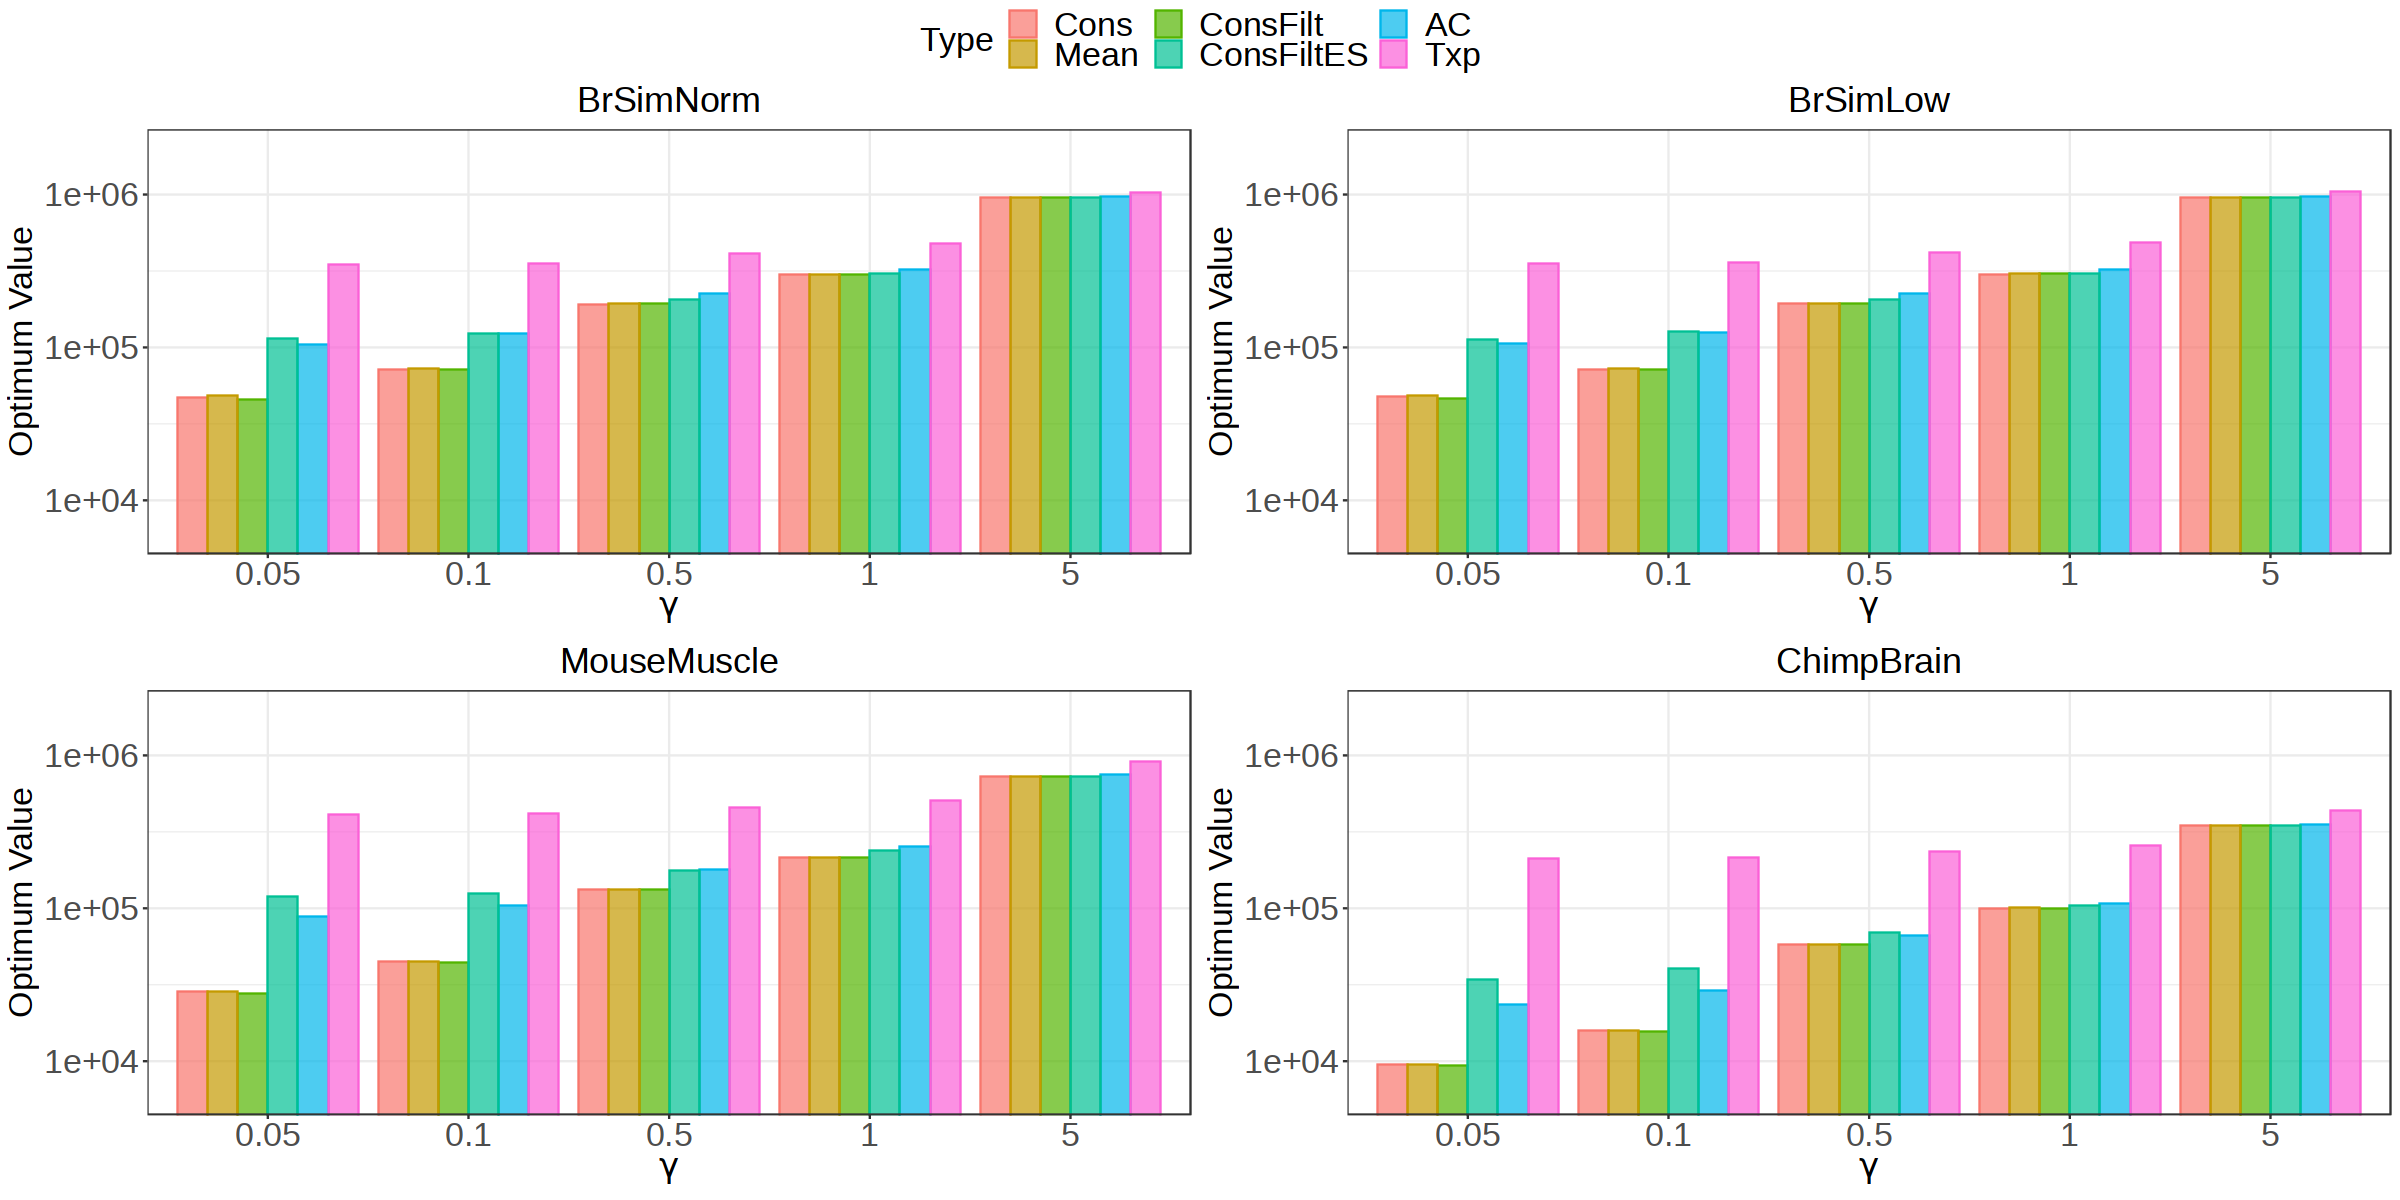 Type Cons ConsFilt AC
Mean ConsFiltES Txp
BrSimNorm
Optimum Value
1e+06
1e+05
1e+04
0.05 0.1 0.5 1 5
γ
BrSimLow
Optimum Value
1e+06
1e+05
1e+04
0.05 0.1 0.5 1 5
γ
MouseMuscle
Optimum Value
1e+06
1e+05
1e+04
0.05 0.1 0.5 1 5
γ
ChimpBrain
Optimum Value
1e+06
1e+05
1e+04
0.05 0.1 0.5 1 5
γ